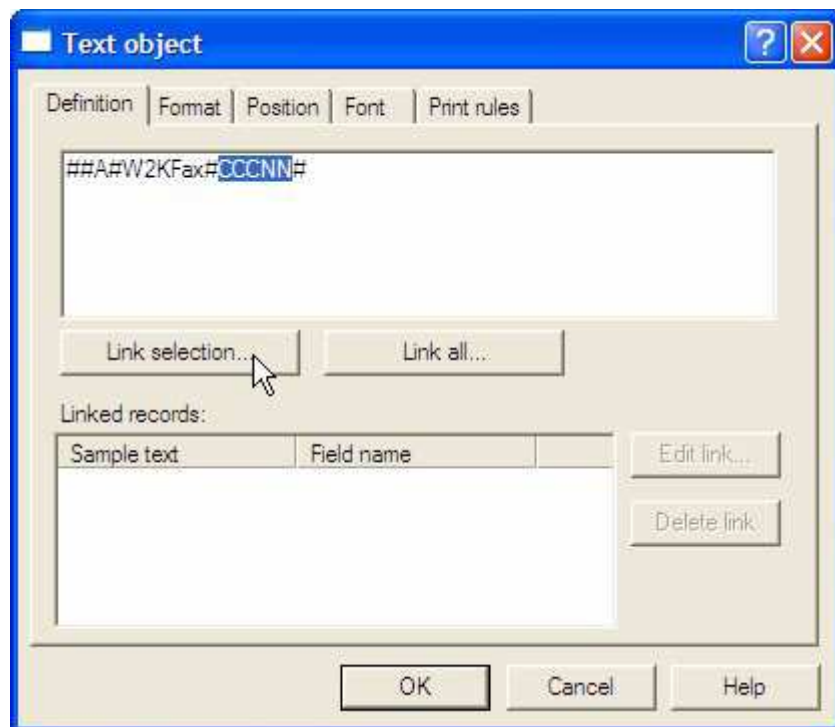 Text object
Definition Format Position Font Print rules
##A#W2KFax#CCCNN#
Link selection... Link all...
Linked records:
Sample text Field name
Edit link...
Delete link
OK Cancel Help